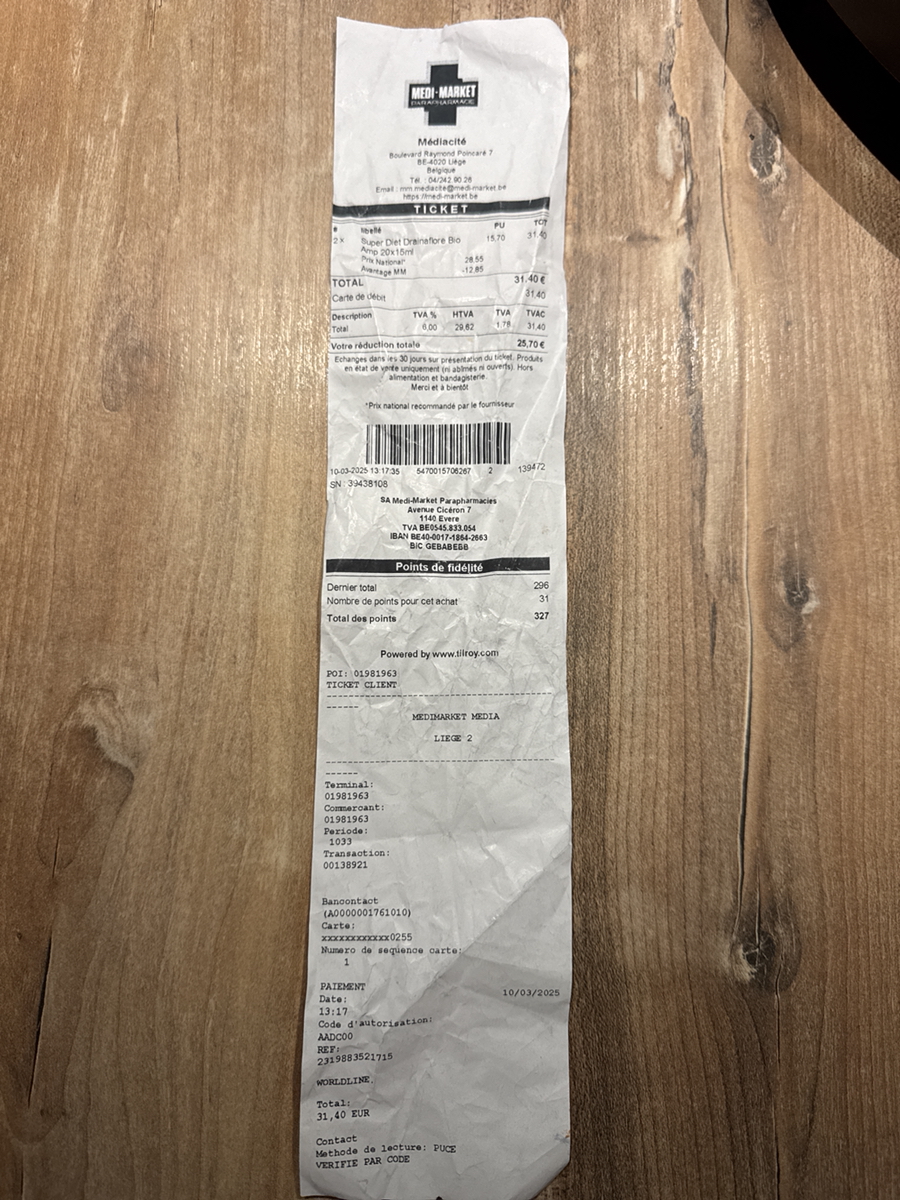 MEDI-MARKET
PARAPHARMACIE
Médiacité
Boulevard Raymond Poincaré 7
BE-4020 Liège
Belgique
Tél. : 04/242 90 26
Email : mm.mediacite@medi-market.be
https://medi-market.be
TICKET
# libellé PU TOT
2 x Super Diet Drainaflore Bio 15,70 31,40
Amp 20x15ml
Prix National* 28,55
Avantage MM -12,85
TOTAL 31,40 €
Carte de débit 31,40
Description TVA % HTVA TVA TVAC
Total 6,00 29,62 1,78 31,40
Votre réduction totale 25,70 €
Echanges dans les 30 jours sur présentation du ticket. Produits
en état de vente uniquement (ni abîmés ni ouverts). Hors
alimentation et bandagisterie.
Merci et à bientôt
*Prix national recommandé par le fournisseur
10-03-2025 13:17:35 5470015706267 2 139472
SN : 39438108
SA Medi-Market Parapharmacies
Avenue Cicéron 7
1140 Evere
TVA BE0545.833.054
IBAN BE40-0017-1864-2663
BIC GEBABEBB
Points de fidélité
Dernier total 296
Nombre de points pour cet achat 31
Total des points 327
Powered by www.tilroy.com
POI: 01981963
TICKET CLIENT
MEDIMARKET MEDIA
LIEGE 2
Terminal:
01981963
Commercant:
01981963
Periode:
1033
Transaction:
00138921
Bancontact
(A0000001761010)
Carte:
xxxxxxxxxxxx0255
Numero de sequence carte:
1
PAIEMENT
Date: 10/03/2025
13:17
Code d'autorisation:
AADC00
REF:
2319883521715
WORLDLINE.
Total:
31,40 EUR
Contact
Methode de lecture: PUCE
VERIFIE PAR CODE